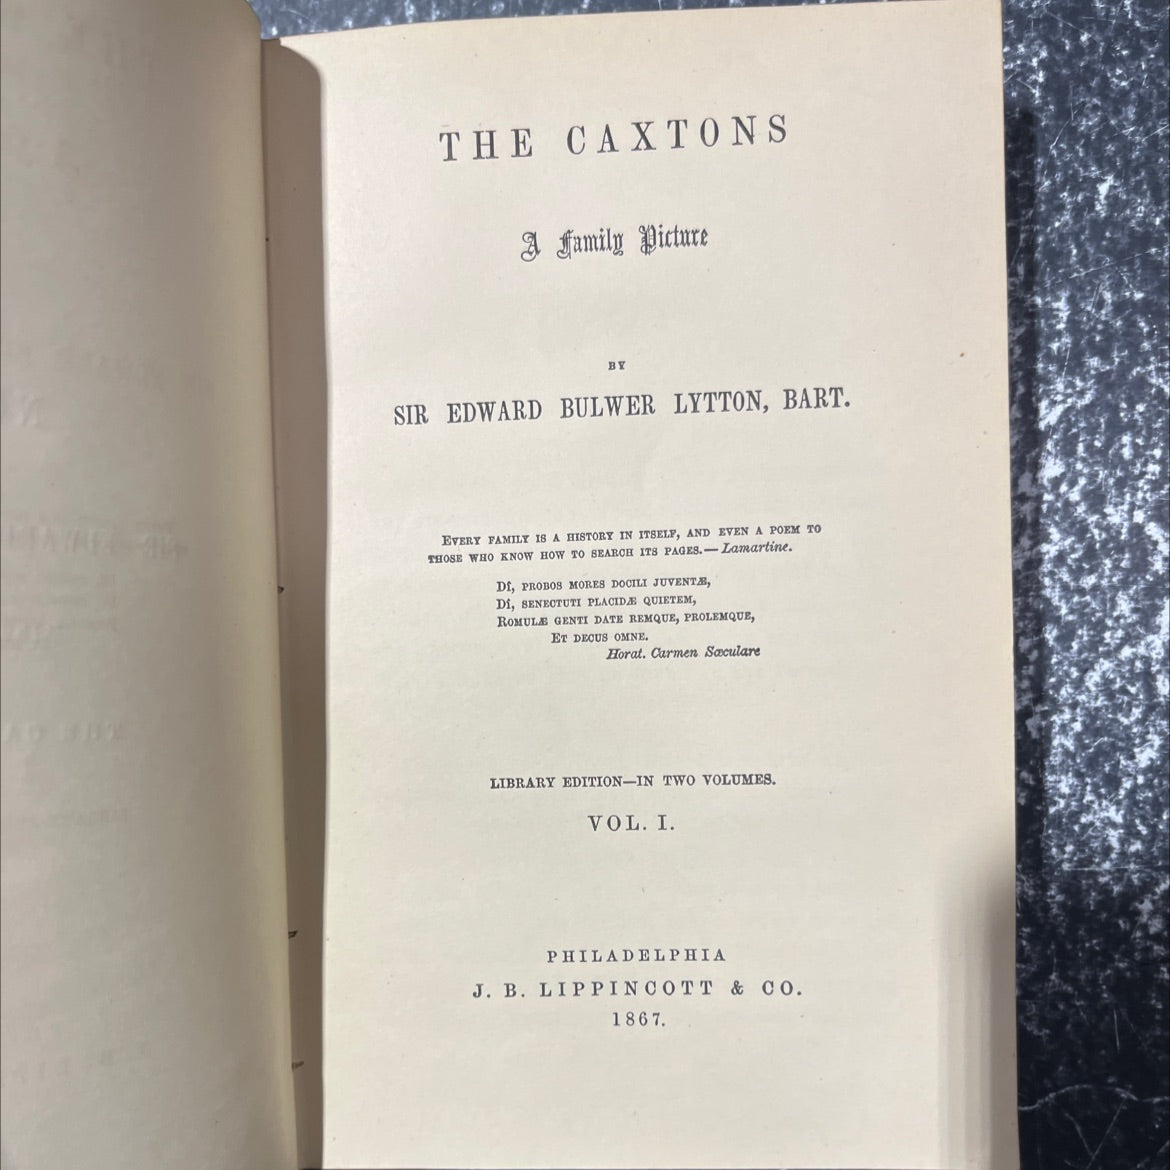 THE CAXTONS
A Family Picture
BY
SIR EDWARD BULWER LYTTON, BART.
EVERY FAMILY IS A HISTORY IN ITSELF, AND EVEN A POEM TO
THOSE WHO KNOW HOW TO SEARCH ITS PAGES.—Lamartine.
Dî, PROBOS MORES DOCILI JUVENTÆ,
Dî, SENECTUTI PLACIDÆ QUIETEM,
ROMULÆ GENTI DATE REMQUE, PROLEMQUE,
ET DECUS OMNE.
Horat. Carmen Sæculare
LIBRARY EDITION—IN TWO VOLUMES.
VOL. I.
PHILADELPHIA
J. B. LIPPINCOTT & CO.
1867.